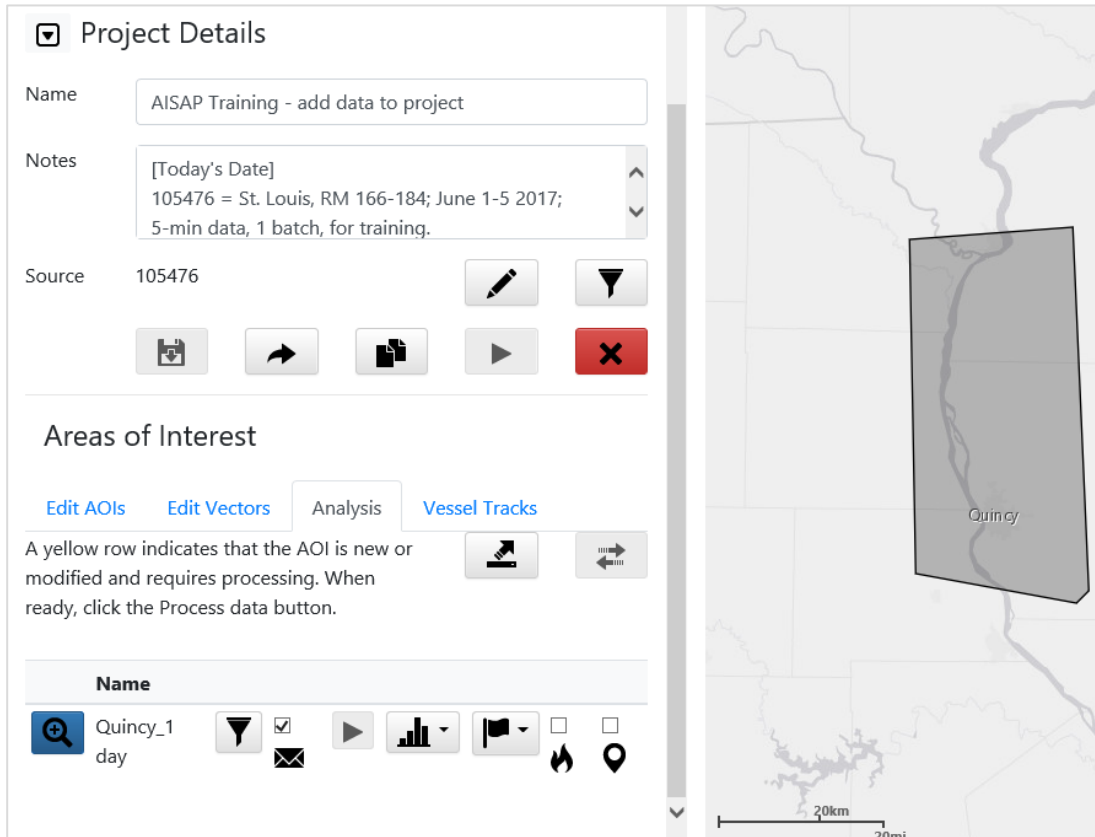 Project Details
Name
AISAP Training - add data to project
Notes
[Today's Date]
105476 = St. Louis, RM 166-184; June 1-5 2017;
5-min data, 1 batch, for training.
Source 105476
Areas of Interest
Edit AOIs Edit Vectors Analysis Vessel Tracks
A yellow row indicates that the AOI is new or
modified and requires processing. When
ready, click the Process data button.
Name
Quincy_1
day
Quincy
20km
20mi